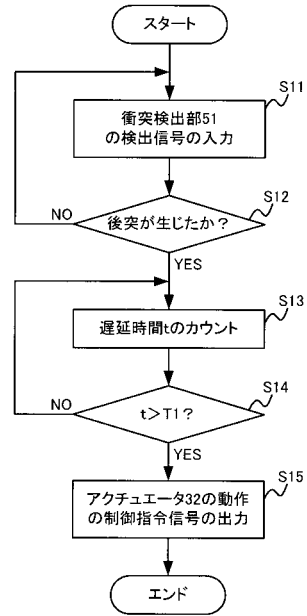 スタート
S11
衝突検出部51
の検出信号の入力
S12
後突が生じたか？
NO
YES
S13
遅延時間tのカウント
S14
t>T1?
NO
YES
S15
アクチュエータ32の動作
の制御指令信号の出力
エンド